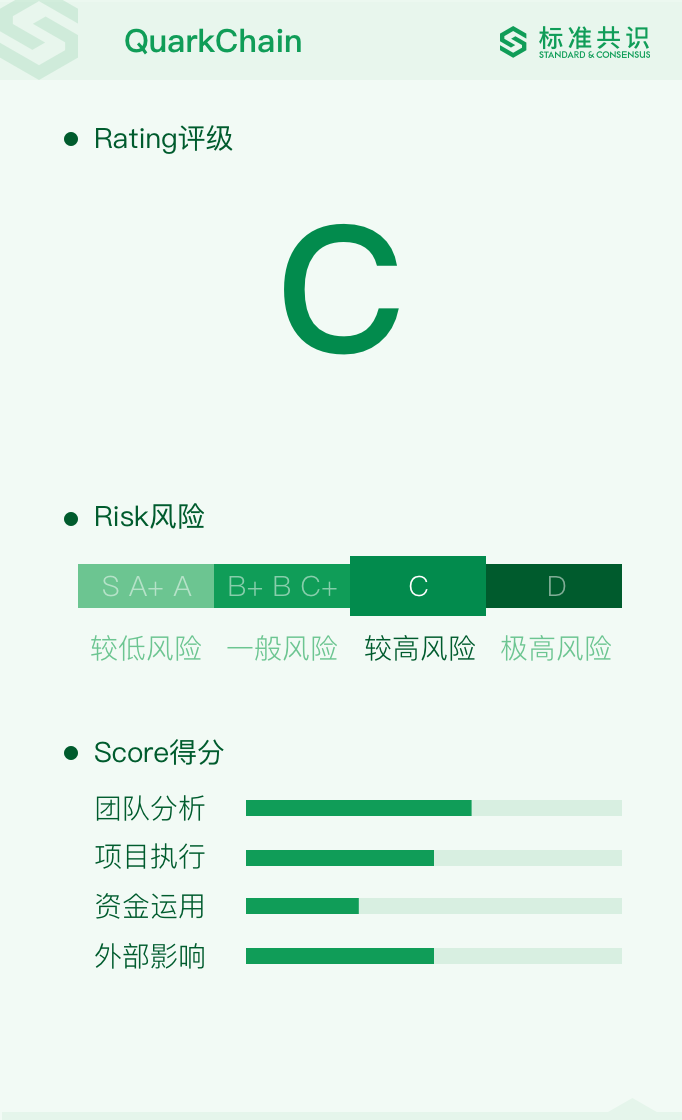 QuarkChain
标准共识
STANDARD & CONSENSUS
Rating评级
C
Risk风险
S A+ A B+ B C+ C D
较低风险 一般风险 较高风险 极高风险
Score得分
团队分析
项目执行
资金运用
外部影响